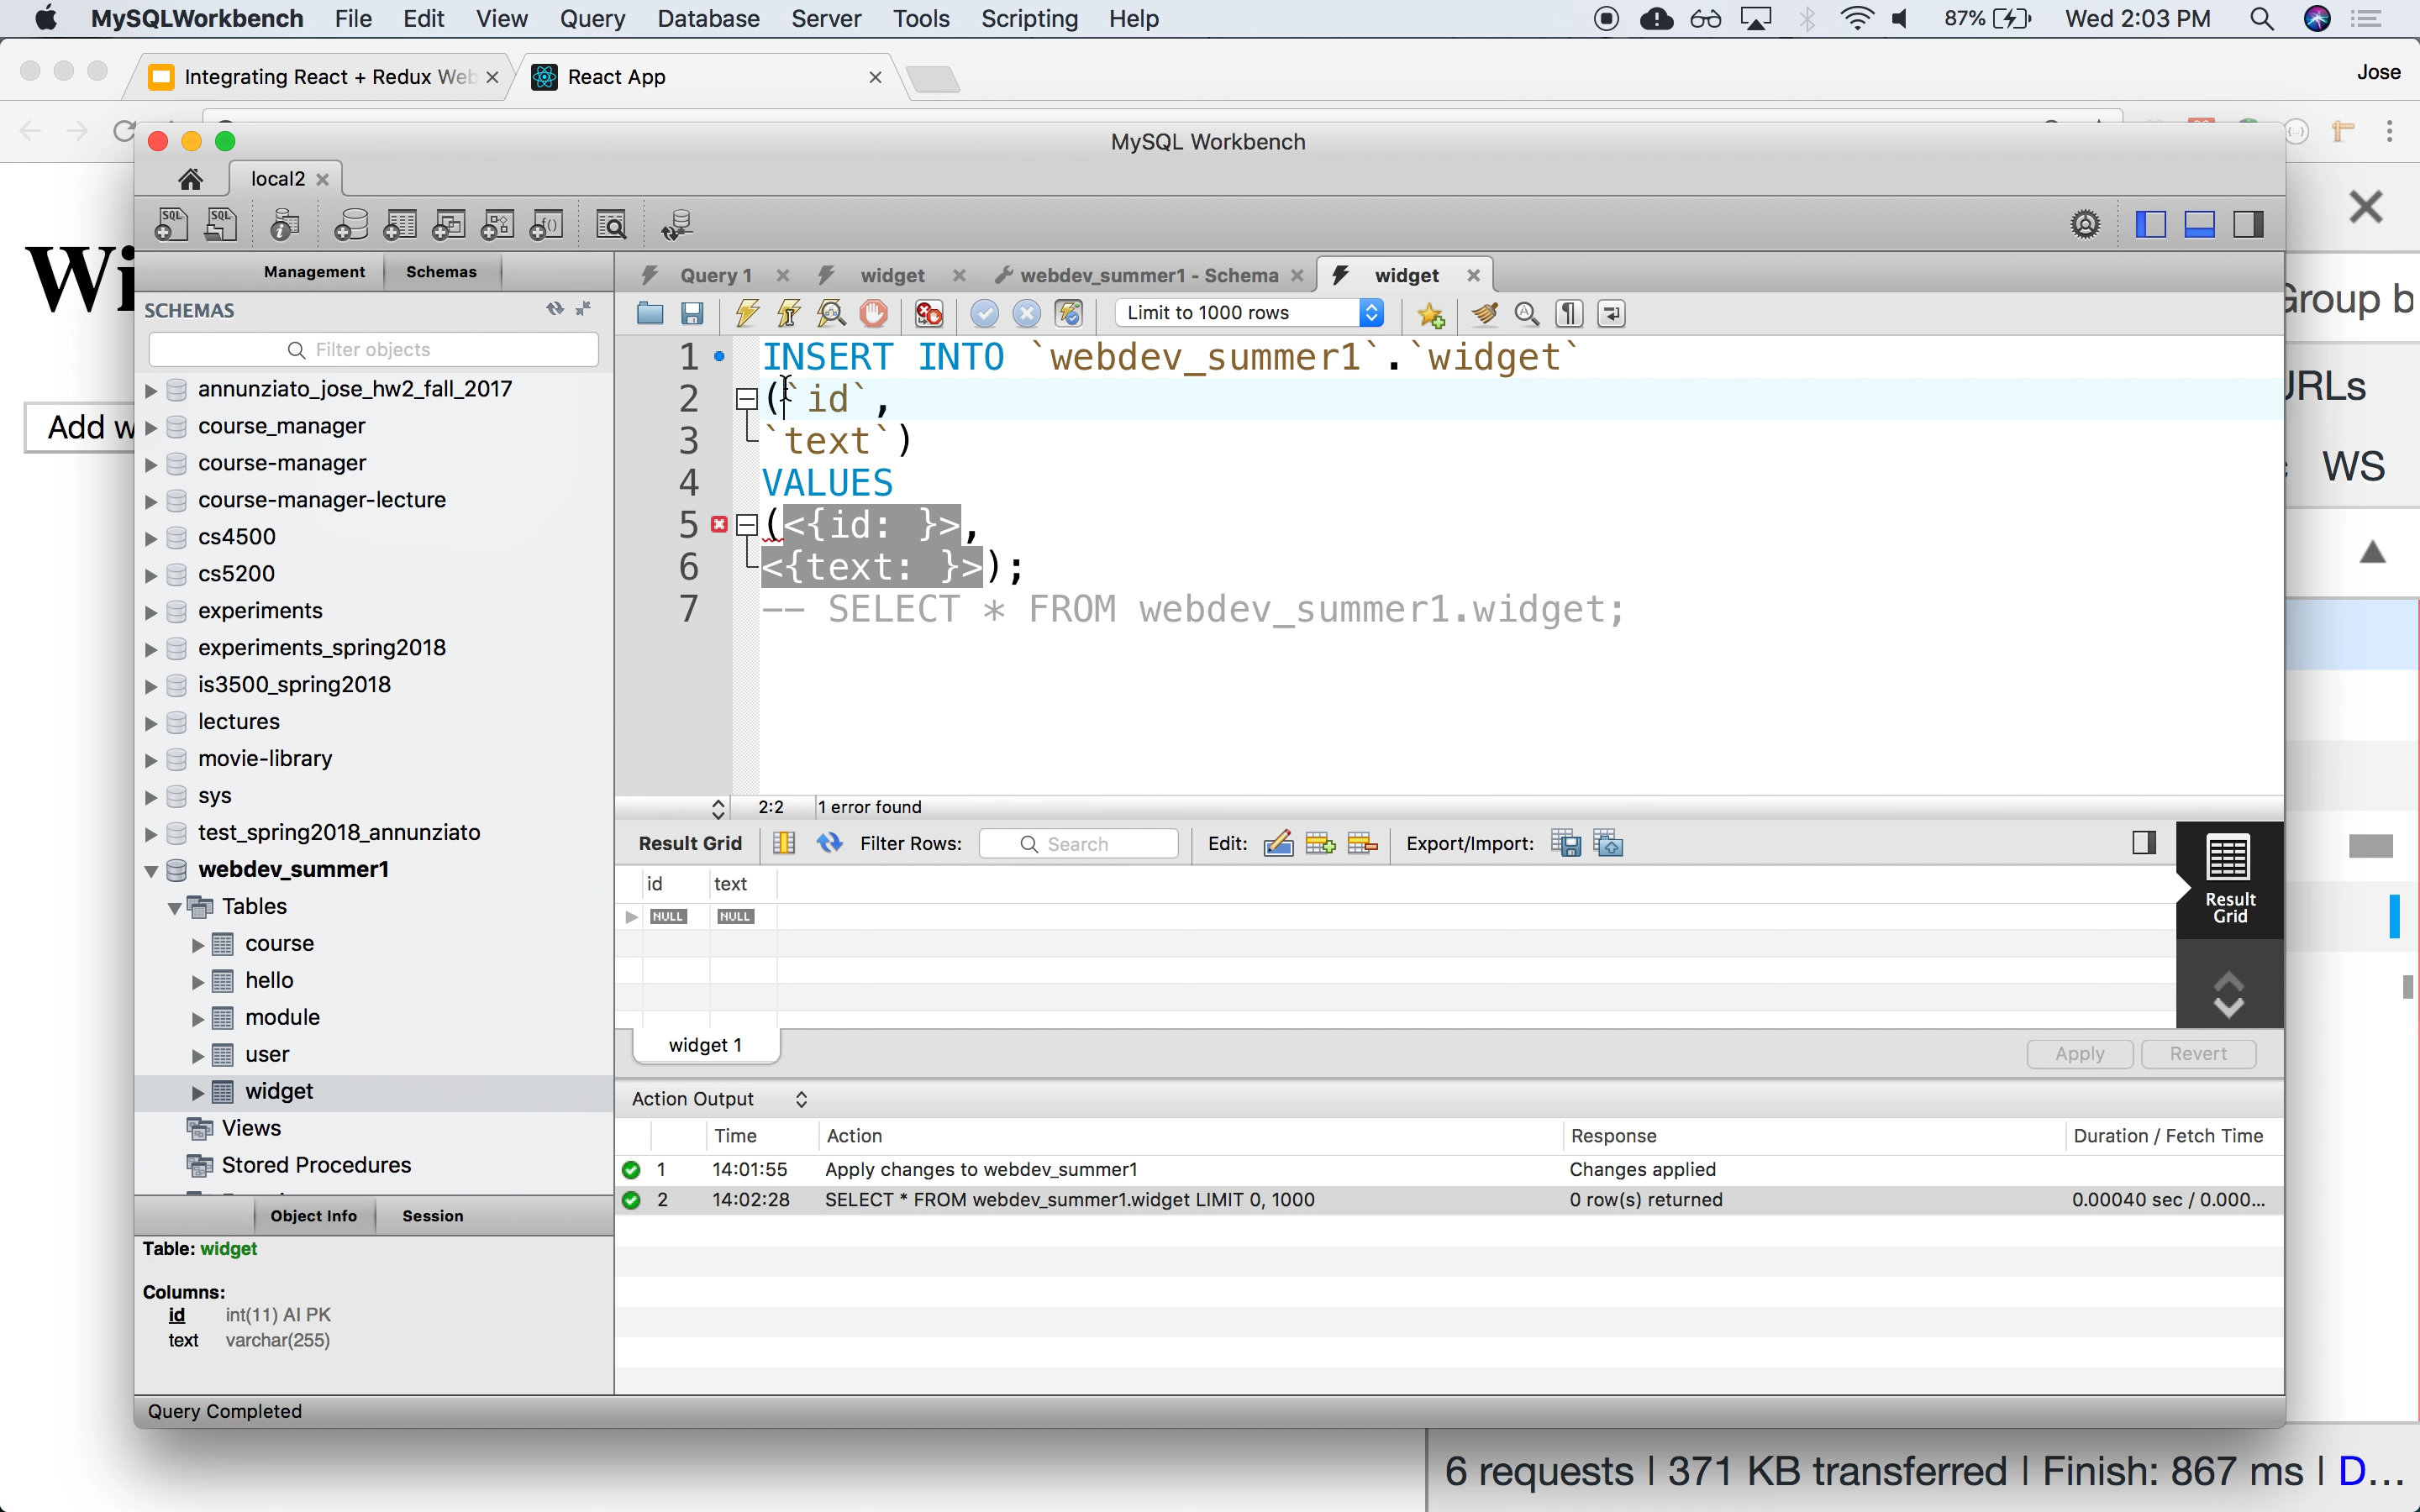 MySQLWorkbench File Edit View Query Database Server Tools Scripting Help 87% Wed 2:03 PM
Integrating React + Redux Web React App Jose
MySQL Workbench
local2
Wi
Add w
Management Schemas
SCHEMAS
Filter objects
annunziato_jose_hw2_fall_2017
course_manager
course-manager
course-manager-lecture
cs4500
cs5200
experiments
experiments_spring2018
is3500_spring2018
lectures
movie-library
sys
test_spring2018_annunziato
webdev_summer1
Tables
course
hello
module
user
widget
Views
Stored Procedures
Object Info Session
Table: widget
Columns:
id int(11) AI PK
text varchar(255)
Query Completed
Query 1 widget webdev_summer1 - Schema widget
Limit to 1000 rows
1 INSERT INTO `webdev_summer1`.`widget`
2 (`id`,
3 `text`)
4 VALUES
5 (<{id: }>,
6 <{text: }>);
7 -- SELECT * FROM webdev_summer1.widget;
2:2 1 error found
Result Grid Filter Rows: Search Edit: Export/Import:
id text
NULL NULL
Result
Grid
widget 1 Apply Revert
Action Output
Time Action Response Duration / Fetch Time
1 14:01:55 Apply changes to webdev_summer1 Changes applied
2 14:02:28 SELECT * FROM webdev_summer1.widget LIMIT 0, 1000 0 row(s) returned 0.00040 sec / 0.000...
Group b
URLs
WS
6 requests | 371 KB transferred | Finish: 867 ms | D...